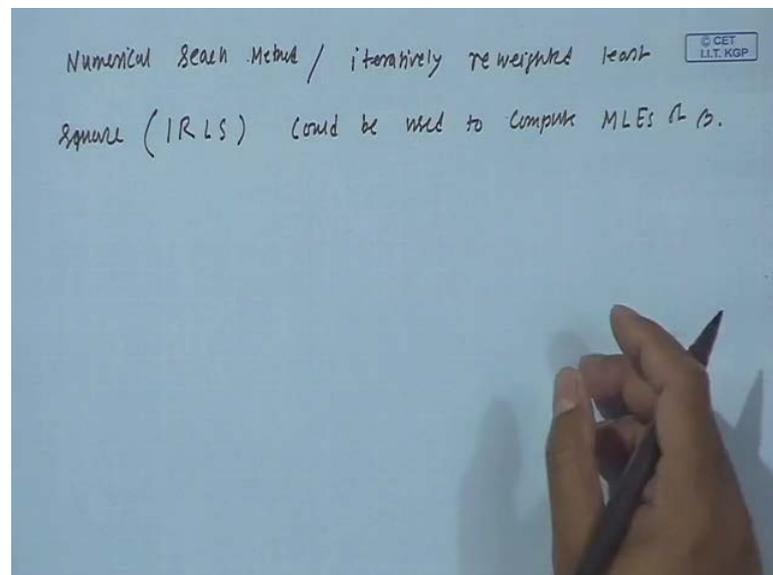 Numerical Seach Method / iteratively reweighted least
© CET
I.I.T. KGP
square (IRLS) could be used to compute MLEs of β.